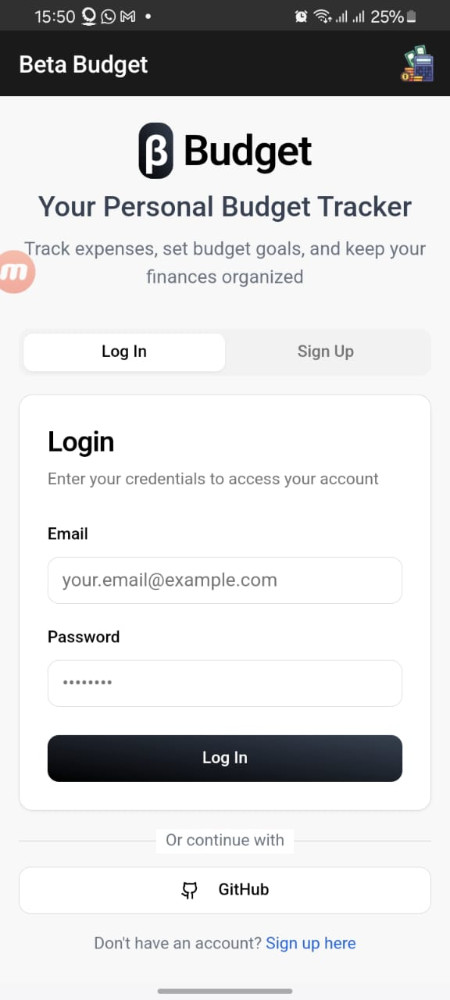 15:50 25%
Beta Budget
β Budget
Your Personal Budget Tracker
Track expenses, set budget goals, and keep your
finances organized
m
Log In Sign Up
Login
Enter your credentials to access your account
Email
your.email@example.com
Password
••••••••
Log In
Or continue with
GitHub
Don't have an account? Sign up here